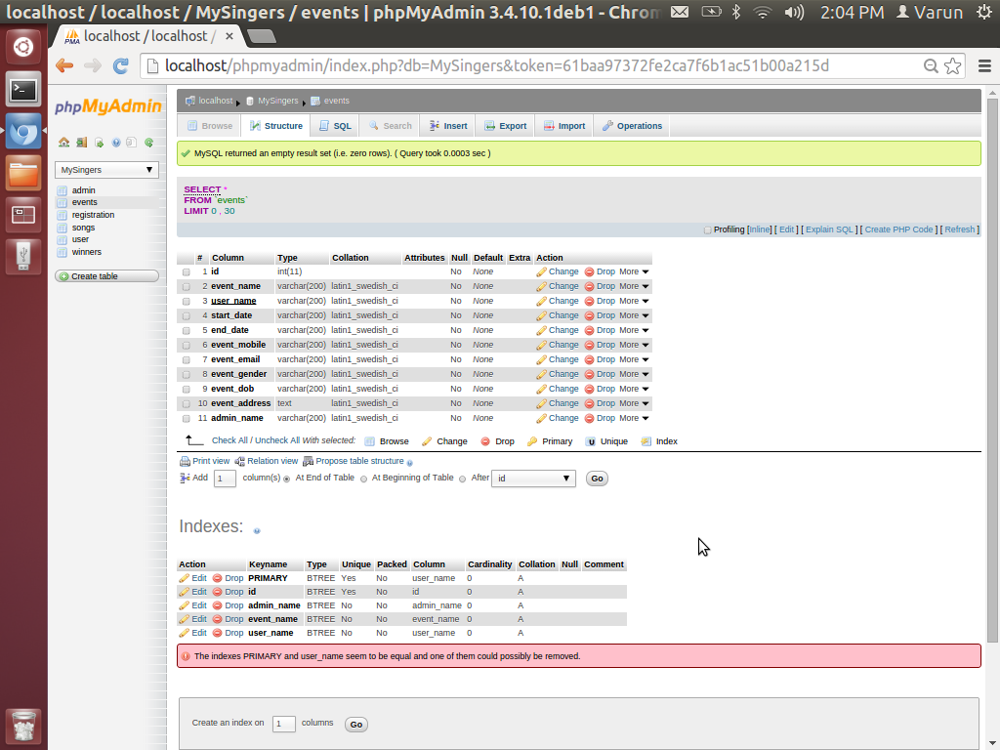 localhost / localhost / MySingers / events | phpMyAdmin 3.4.10.1deb1 - Chrom 2:04 PM Varun
PMA localhost / localhost / ×
localhost/phpmyadmin/index.php?db=MySingers&token=61baa97372fe2ca7f6b1ac51b00a215d
phpMyAdmin
MySingers
admin
events
registration
songs
user
winners
Create table
localhost MySingers events
Browse Structure SQL Search Insert Export Import Operations
MySQL returned an empty result set (i.e. zero rows). ( Query took 0.0003 sec )
SELECT *
FROM `events`
LIMIT 0 , 30
Profiling [Inline] [ Edit ] [ Explain SQL ] [ Create PHP Code ] [ Refresh ]
# Column Type Collation Attributes Null Default Extra Action
1 id int(11) No None Change Drop More
2 event_name varchar(200) latin1_swedish_ci No None Change Drop More
3 user_name varchar(200) latin1_swedish_ci No None Change Drop More
4 start_date varchar(200) latin1_swedish_ci No None Change Drop More
5 end_date varchar(200) latin1_swedish_ci No None Change Drop More
6 event_mobile varchar(200) latin1_swedish_ci No None Change Drop More
7 event_email varchar(200) latin1_swedish_ci No None Change Drop More
8 event_gender varchar(200) latin1_swedish_ci No None Change Drop More
9 event_dob varchar(200) latin1_swedish_ci No None Change Drop More
10 event_address text latin1_swedish_ci No None Change Drop More
11 admin_name varchar(200) latin1_swedish_ci No None Change Drop More
Check All / Uncheck All With selected: Browse Change Drop Primary Unique Index
Print view Relation view Propose table structure
Add 1 column(s) At End of Table At Beginning of Table After id Go
Indexes:
Action Keyname Type Unique Packed Column Cardinality Collation Null Comment
Edit Drop PRIMARY BTREE Yes No user_name 0 A
Edit Drop id BTREE Yes No id 0 A
Edit Drop admin_name BTREE No No admin_name 0 A
Edit Drop event_name BTREE No No event_name 0 A
Edit Drop user_name BTREE No No user_name 0 A
The indexes PRIMARY and user_name seem to be equal and one of them could possibly be removed.
Create an index on 1 columns Go